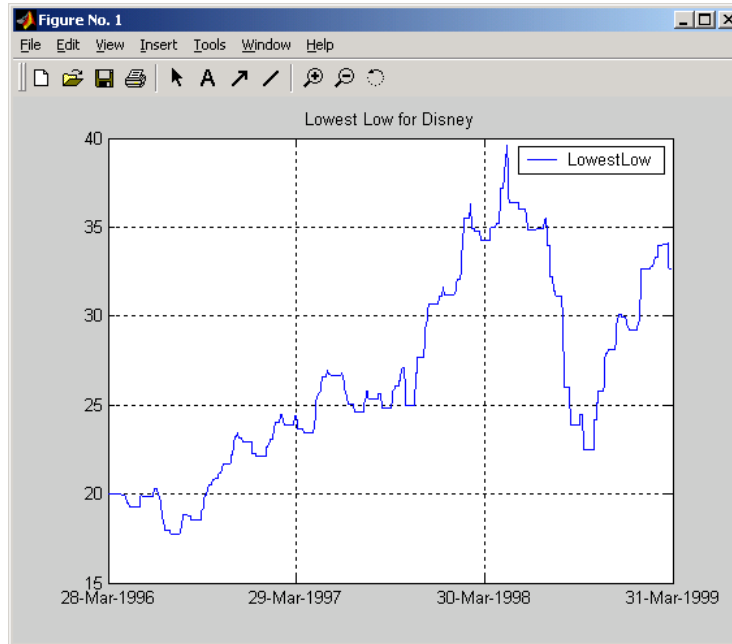 Figure No. 1
File Edit View Insert Tools Window Help
A
Lowest Low for Disney
LowestLow
40
35
30
25
20
15
28-Mar-1996 29-Mar-1997 30-Mar-1998 31-Mar-1999